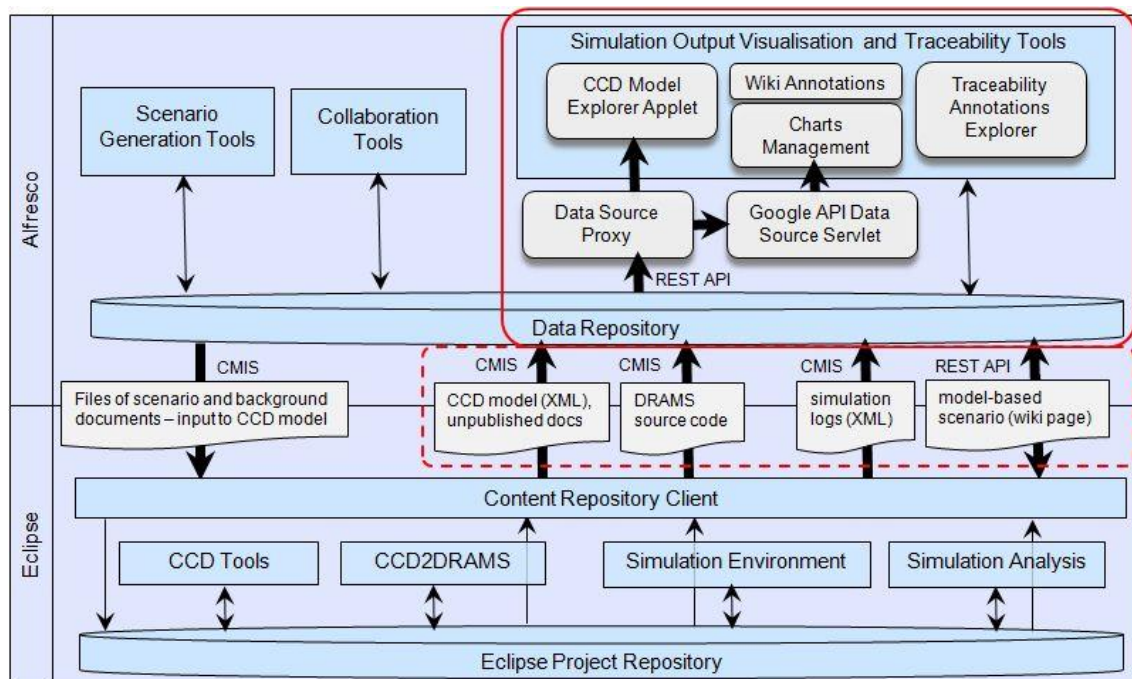 Simulation Output Visualisation and Traceability Tools
CCD Model
Explorer Applet
Wiki Annotations
Charts
Management
Traceability
Annotations
Explorer
Scenario
Generation Tools
Collaboration
Tools
Data Source
Proxy
Google API Data
Source Servlet
REST API
Alfresco
Data Repository
CMIS
CMIS
CMIS
CMIS
REST API
Files of scenario and background
documents – input to CCD model
CCD model (XML),
unpublished docs
DRAMS
source code
simulation
logs (XML)
model-based
scenario (wiki page)
Content Repository Client
Eclipse
CCD Tools
CCD2DRAMS
Simulation Environment
Simulation Analysis
Eclipse Project Repository